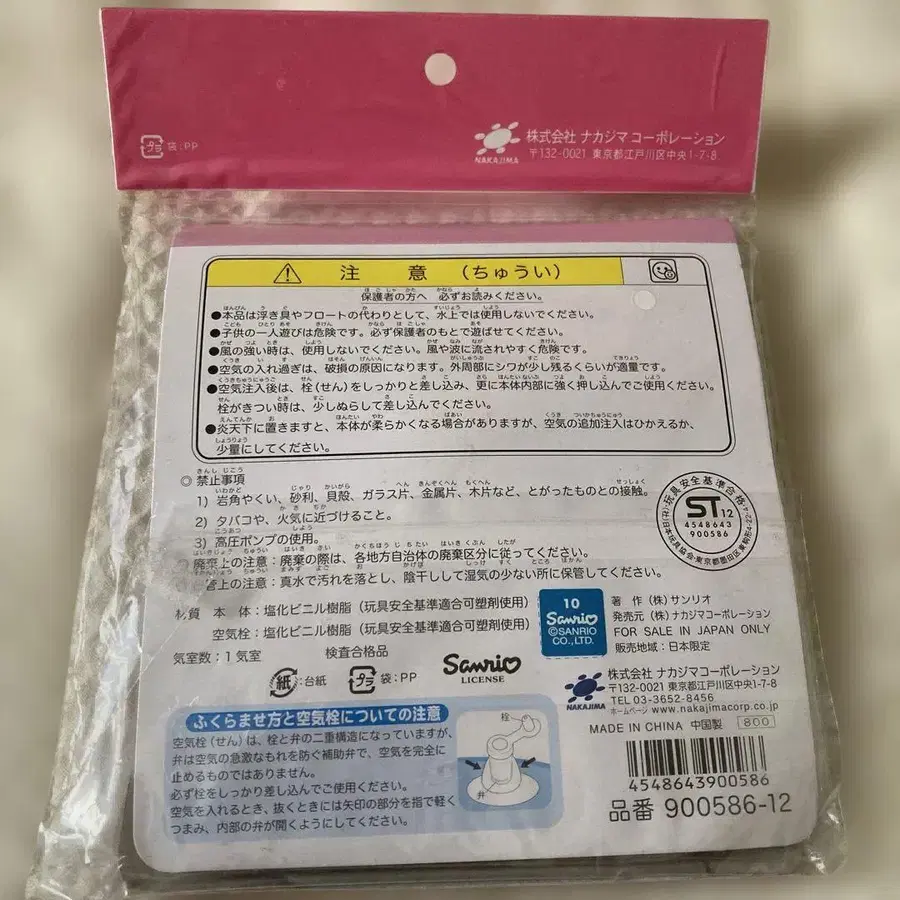 プラ 袋:PP
NAKAJIMA
株式会社 ナカジマコーポレーション
〒132-0021 東京都江戸川区中央1-7-8
注 意 (ちゅうい)
保護者の方へ 必ずお読みください。
●本品は浮き具やフロートの代わりとして、水上では使用しないでください。
●子供の一人遊びは危険です。必ず保護者のもとで遊ばせてください。
●風の強い時は、使用しないでください。風や波に流されやすく危険です。
●空気の入れ過ぎは、破損の原因になります。外周部にシワが少し残るくらいが適量です。
●空気注入後は、栓(せん)をしっかりと差し込み、更に本体内部に強く押し込んでご使用ください。
栓がきつい時は、少しぬらして差し込んでください。
●炎天下に置きますと、本体が柔らかくなる場合がありますが、空気の追加注入はひかえるか、
少量にしてください。
◎ 禁止事項
1) 岩角やくい、砂利、貝殻、ガラス片、金属片、木片など、とがったものとの接触。
2) タバコや、火気に近づけること。
3) 高圧ポンプの使用。
廃棄上の注意:廃棄の際は、各地方自治体の廃棄区分に従ってください。
管上の注意:真水で汚れを落とし、陰干しして湿気の少ない所に保管してください。
玩具安全基準合格
ST12
4548643
900586
材質 本 体:塩化ビニル樹脂(玩具安全基準適合可塑剤使用)
空気栓:塩化ビニル樹脂(玩具安全基準適合可塑剤使用)
気室数:1気室 検査合格品
紙:台紙 プラ 袋:PP
Sanrio
LICENSE
10
Sanrio
©SANRIO
CO.,LTD.
著 作 (株) サンリオ
発売元 (株) ナカジマコーポレーション
FOR SALE IN JAPAN ONLY
販売地域:日本限定
NAKAJIMA
株式会社 ナカジマコーポレーション
〒132-0021 東京都江戸川区中央1-7-8
TEL 03-3652-8456
ホームページ www.nakajimacorp.co.jp
MADE IN CHINA 中国製 800
4548643900586
品番 900586-12
ふくらませ方と空気栓についての注意
空気栓(せん)は、栓と弁の二重構造になっていますが、
弁は空気の急激なもれを防ぐ補助弁で、空気を完全に
止めるものではありません。
必ず栓をしっかり差し込んでご使用ください。
空気を入れるとき、抜くときには矢印の部分を指で軽く
つまみ、内部の弁が開くようにしてください。
栓
弁